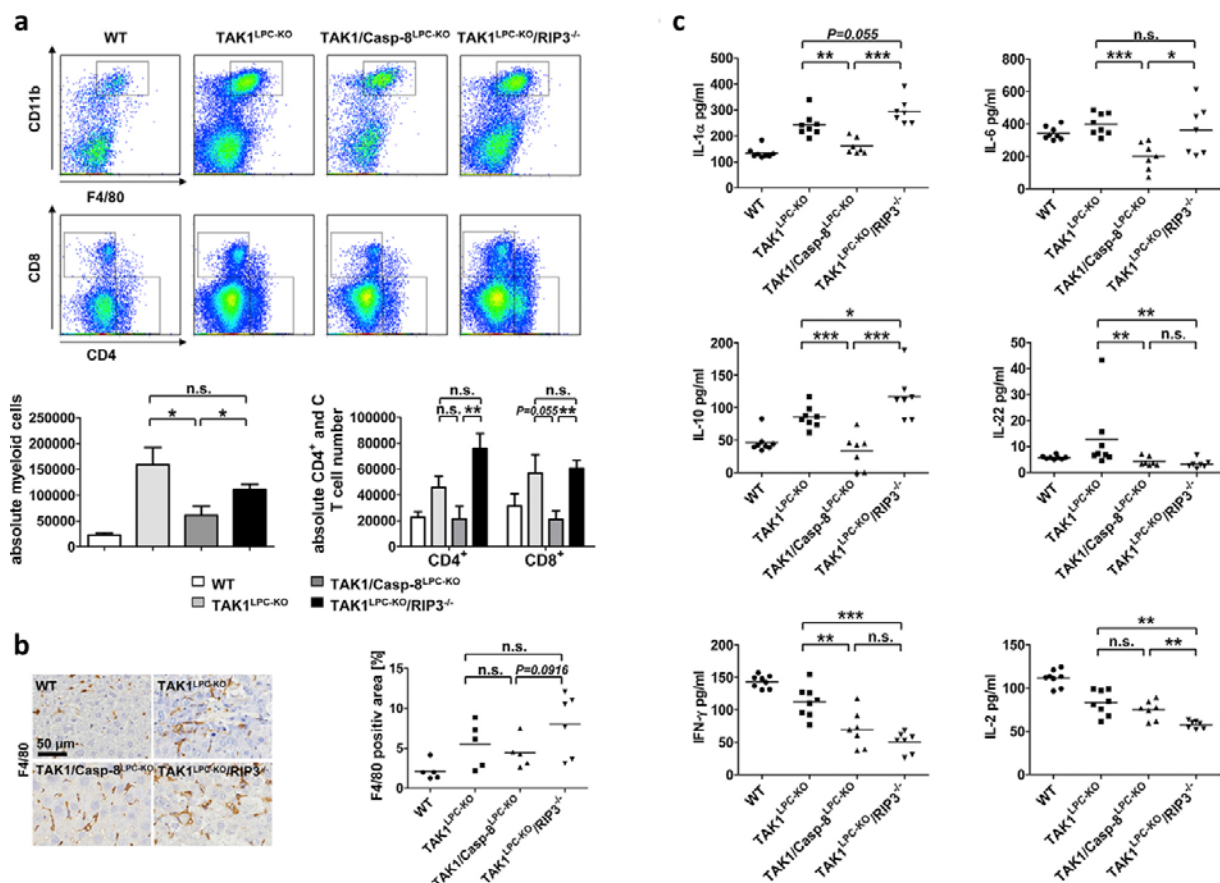 a
WT TAK1LPC-KO TAK1/Casp-8LPC-KO TAK1LPC-KO/RIP3-/-
CD11b
F4/80
CD8
CD4
absolute myeloid cells
250000
200000
150000
100000
50000
0
n.s.
* *
absolute CD4+ and C
T cell number
100000
80000
60000
40000
20000
0
n.s. n.s.
n.s. ** P=0.055 **
CD4+ CD8+
WT TAK1/Casp-8LPC-KO
TAK1LPC-KO TAK1LPC-KO/RIP3-/-
b
F4/80
WT TAK1LPC-KO
50 µm
TAK1/Casp-8LPC-KO TAK1LPC-KO/RIP3-/-
F4/80 positiv area [%]
15
10
5
0
n.s.
n.s. P=0.0916
WT TAK1LPC-KO TAK1/Casp-8LPC-KO TAK1LPC-KO/RIP3-/-
c
IL-1α pg/ml
500
400
300
200
100
0
P=0.055
** ***
WT TAK1LPC-KO TAK1/Casp-8LPC-KO TAK1LPC-KO/RIP3-/-
IL-6 pg/ml
800
600
400
200
0
n.s.
*** *
WT TAK1LPC-KO TAK1/Casp-8LPC-KO TAK1LPC-KO/RIP3-/-
IL-10 pg/ml
200
150
100
50
0
*
*** ***
WT TAK1LPC-KO TAK1/Casp-8LPC-KO TAK1LPC-KO/RIP3-/-
IL-22 pg/ml
50
40
30
20
10
0
**
** n.s.
WT TAK1LPC-KO TAK1/Casp-8LPC-KO TAK1LPC-KO/RIP3-/-
IFN-γ pg/ml
200
150
100
50
0
***
** n.s.
WT TAK1LPC-KO TAK1/Casp-8LPC-KO TAK1LPC-KO/RIP3-/-
IL-2 pg/ml
150
100
50
0
**
n.s. **
WT TAK1LPC-KO TAK1/Casp-8LPC-KO TAK1LPC-KO/RIP3-/-